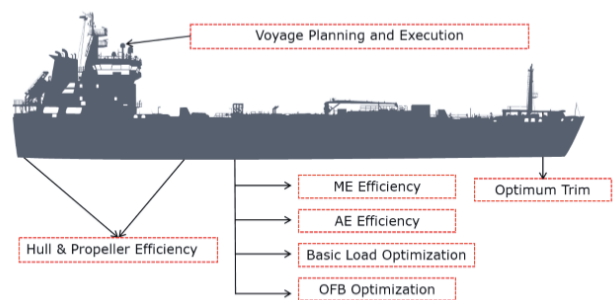 Voyage Planning and Execution
ME Efficiency
Optimum Trim
AE Efficiency
Hull & Propeller Efficiency
Basic Load Optimization
OFB Optimization